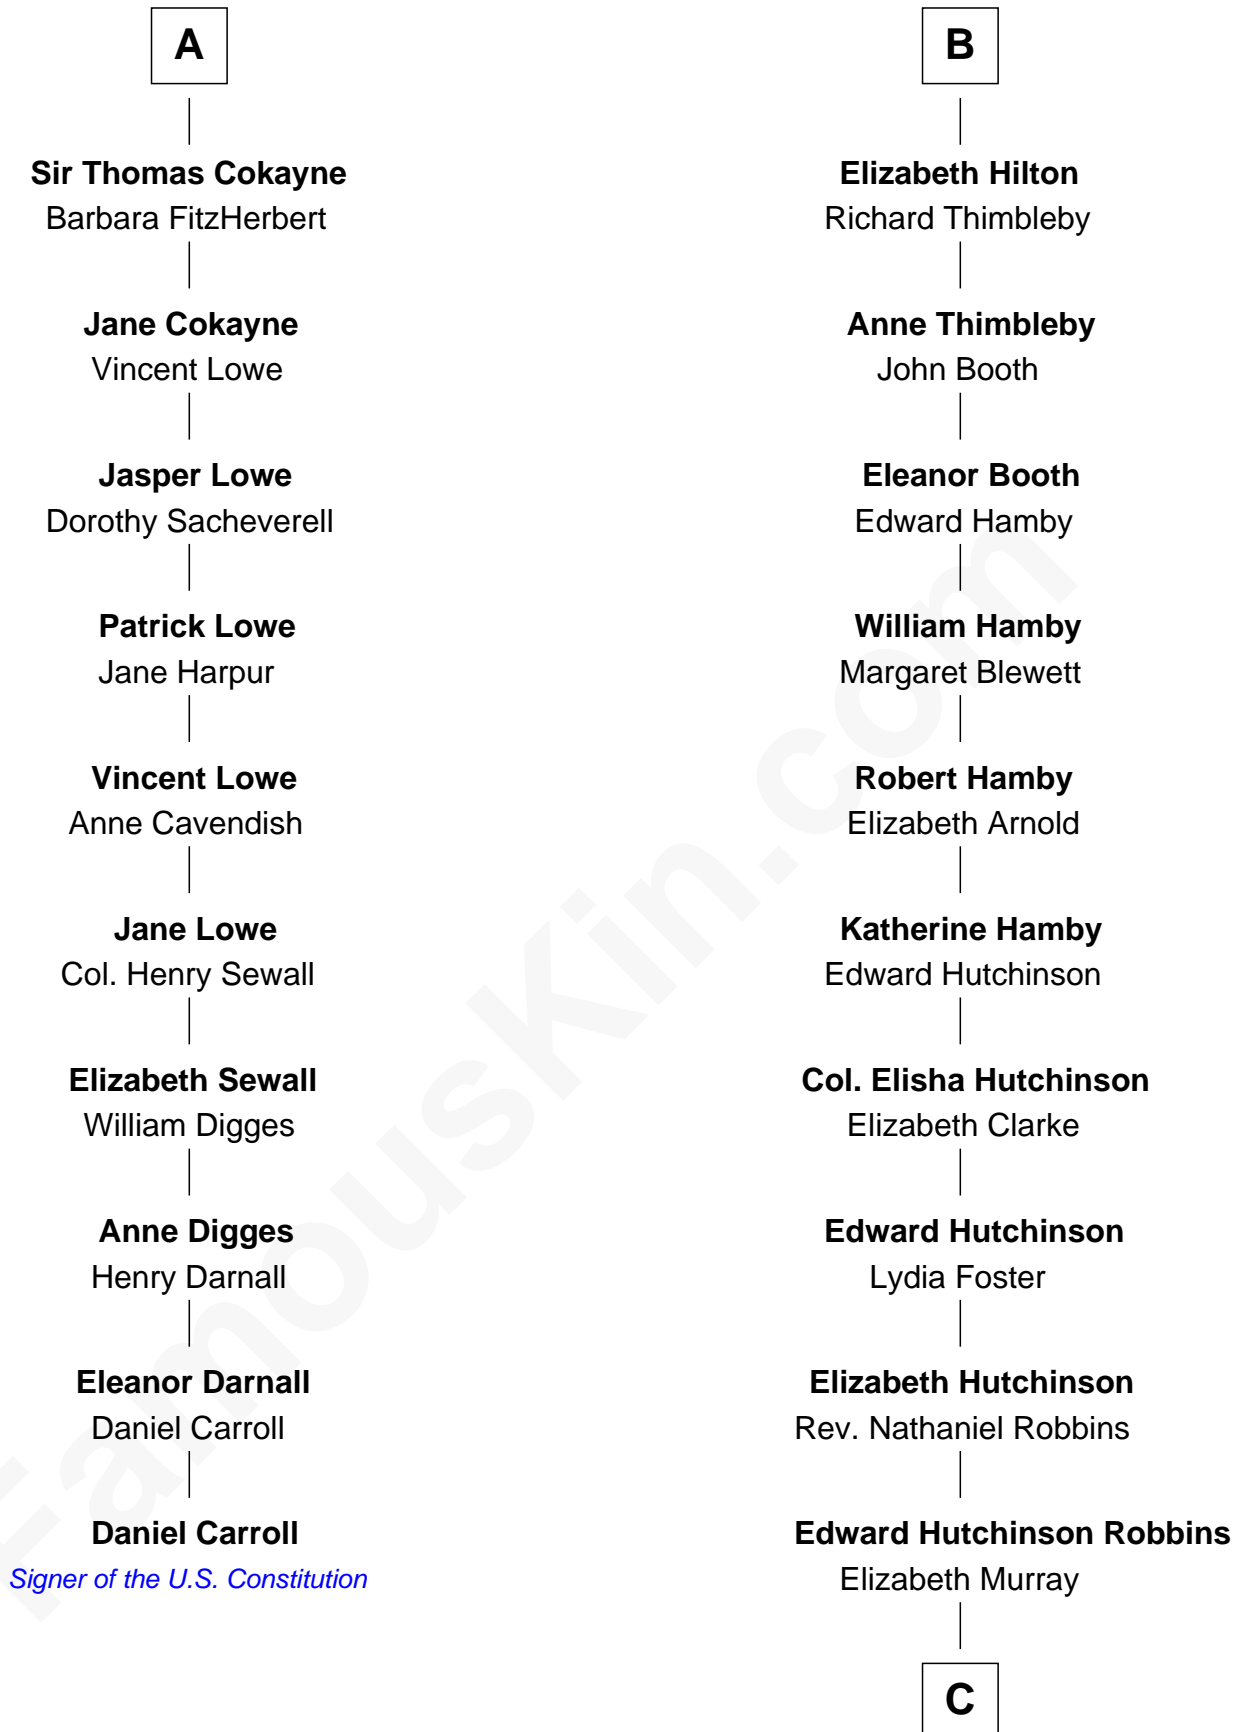 A
Sir Thomas Cokayne
Barbara FitzHerbert
Jane Cokayne
Vincent Lowe
Jasper Lowe
Dorothy Sacheverell
Patrick Lowe
Jane Harpur
Vincent Lowe
Anne Cavendish
Jane Lowe
Col. Henry Sewall
Elizabeth Sewall
William Digges
Anne Digges
Henry Darnall
Eleanor Darnall
Daniel Carroll
Daniel Carroll
Signer of the U.S. Constitution
B
Elizabeth Hilton
Richard Thimbleby
Anne Thimbleby
John Booth
Eleanor Booth
Edward Hamby
William Hamby
Margaret Blewett
Robert Hamby
Elizabeth Arnold
Katherine Hamby
Edward Hutchinson
Col. Elisha Hutchinson
Elizabeth Clarke
Edward Hutchinson
Lydia Foster
Elizabeth Hutchinson
Rev. Nathaniel Robbins
Edward Hutchinson Robbins
Elizabeth Murray
C
FamousKin.com